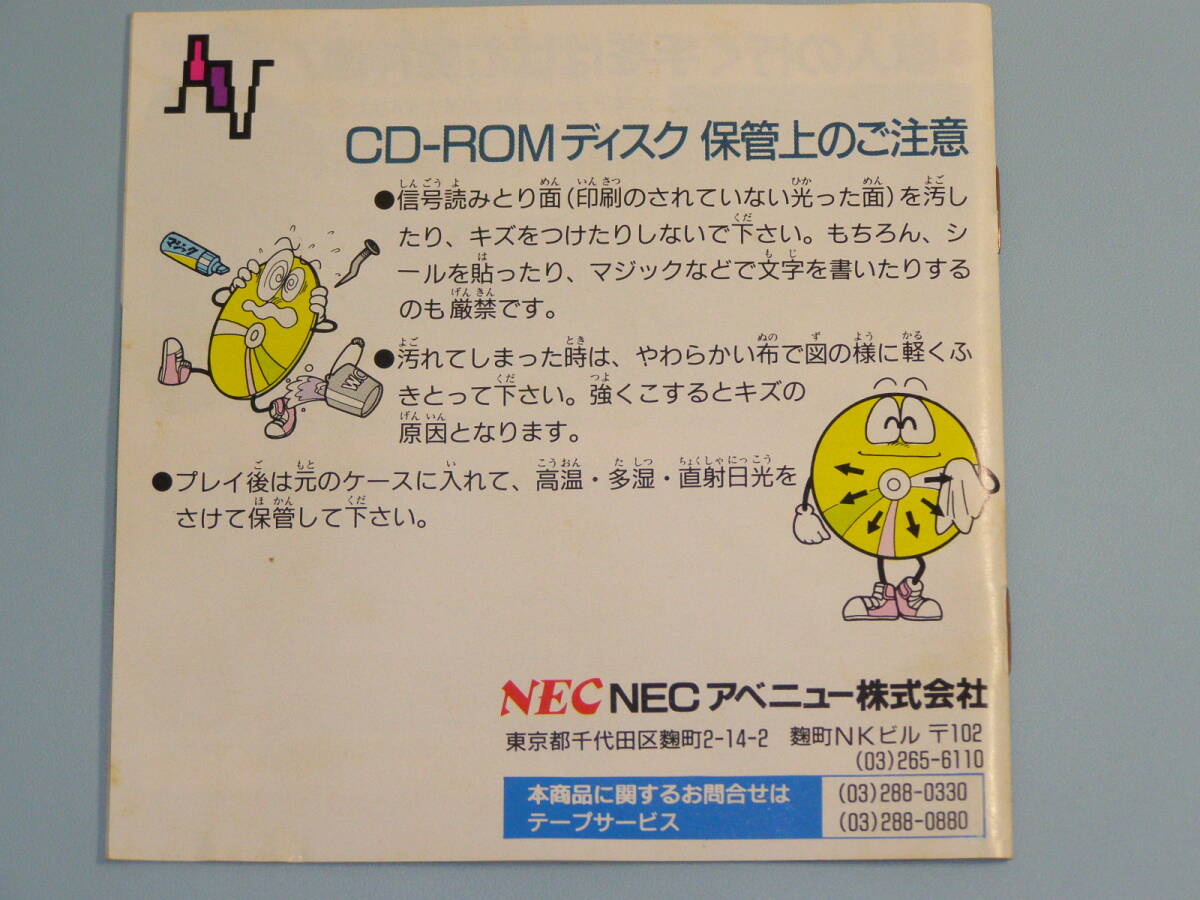 AV
CD-ROMディスク 保管上のご注意
●信号読みとり面(印刷のされていない光った面)を汚し
たり、キズをつけたりしないで下さい。もちろん、シ
ールを貼ったり、マジックなどで文字を書いたりする
のも厳禁です。
マジック
●汚れてしまった時は、やわらかい布で図の様に軽くふ
きとって下さい。強くこするとキズの
原因となります。
●プレイ後は元のケースに入れて、高温・多湿・直射日光を
さけて保管して下さい。
NEC NECアベニュー株式会社
東京都千代田区麹町2-14-2 麹町NKビル 〒102
(03)265-6110
本商品に関するお問合せは
テープサービス
(03)288-0330
(03)288-0880